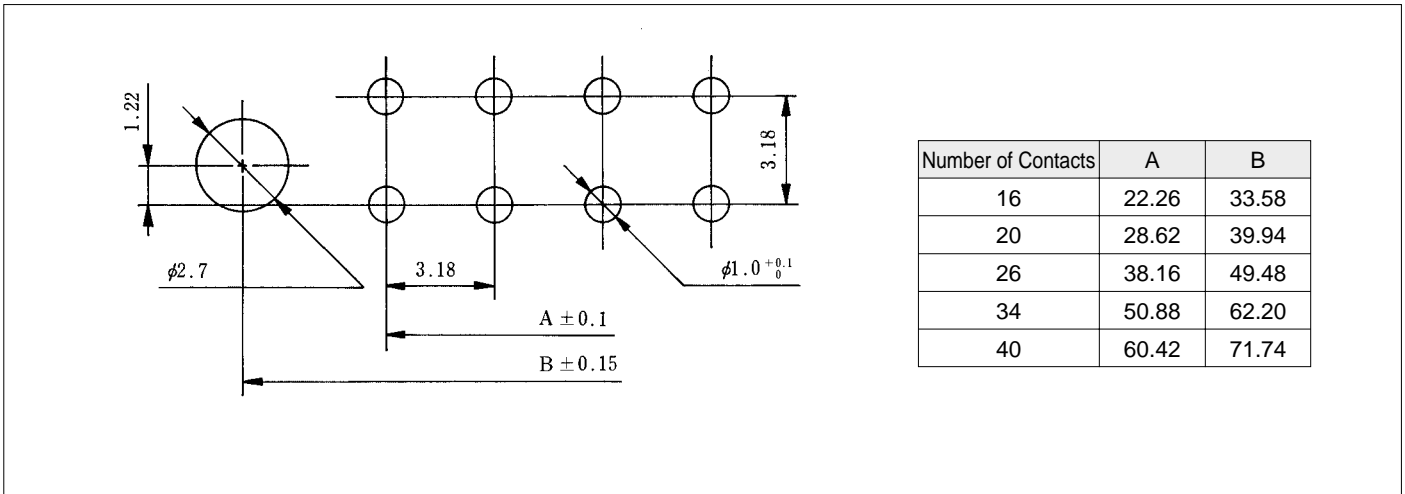 1.22
3.18
φ2.7
3.18
φ1.0 +0.1 0
A ±0.1
B ±0.15
Number of Contacts A B
16 22.26 33.58
20 28.62 39.94
26 38.16 49.48
34 50.88 62.20
40 60.42 71.74